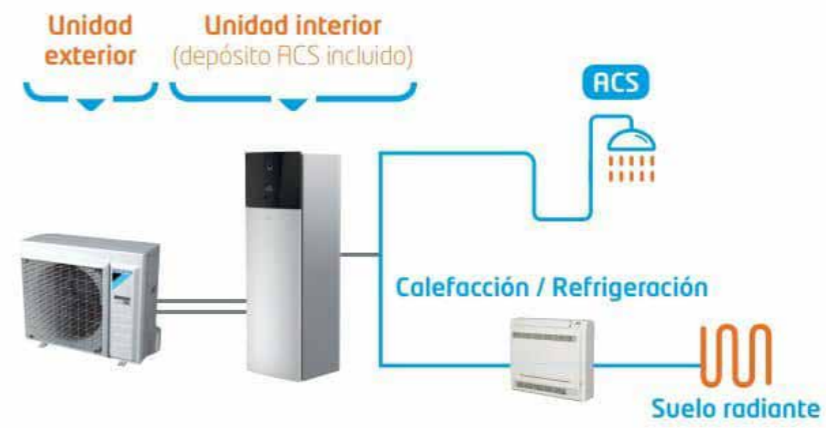 Unidad
exterior
Unidad interior
(depósito ACS incluido)
ACS
Calefacción / Refrigeración
Suelo radiante